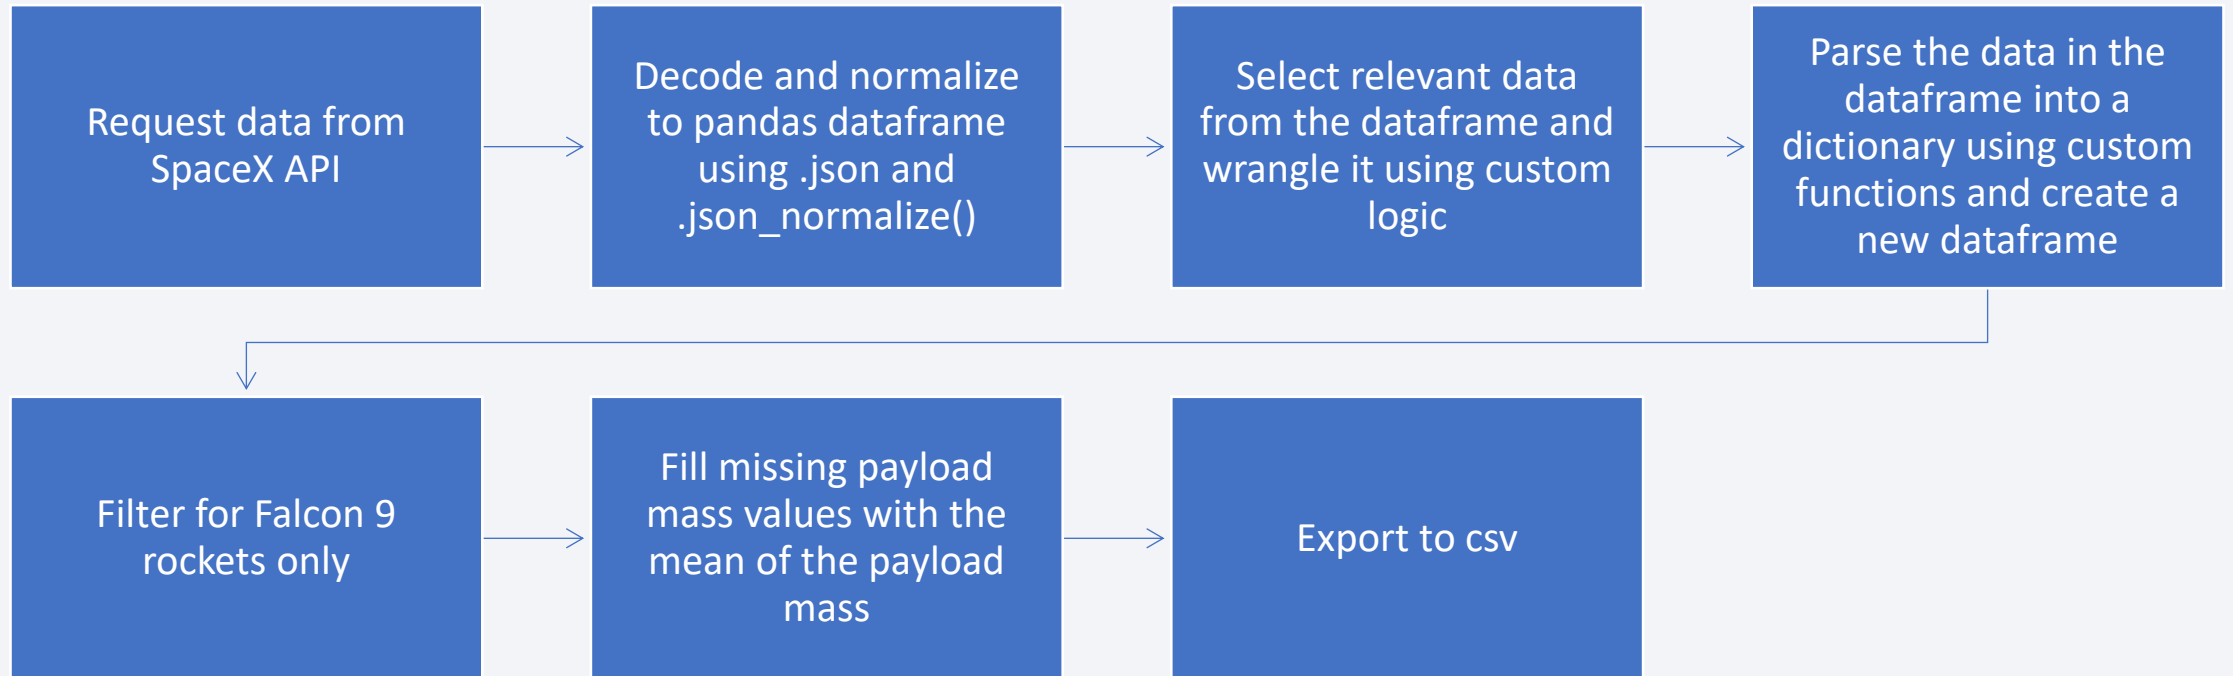 Request data from
SpaceX API
Decode and normalize
to pandas dataframe
using .json and
.json_normalize()
Select relevant data
from the dataframe and
wrangle it using custom
logic
Parse the data in the
dataframe into a
dictionary using custom
functions and create a
new dataframe
Filter for Falcon 9
rockets only
Fill missing payload
mass values with the
mean of the payload
mass
Export to csv